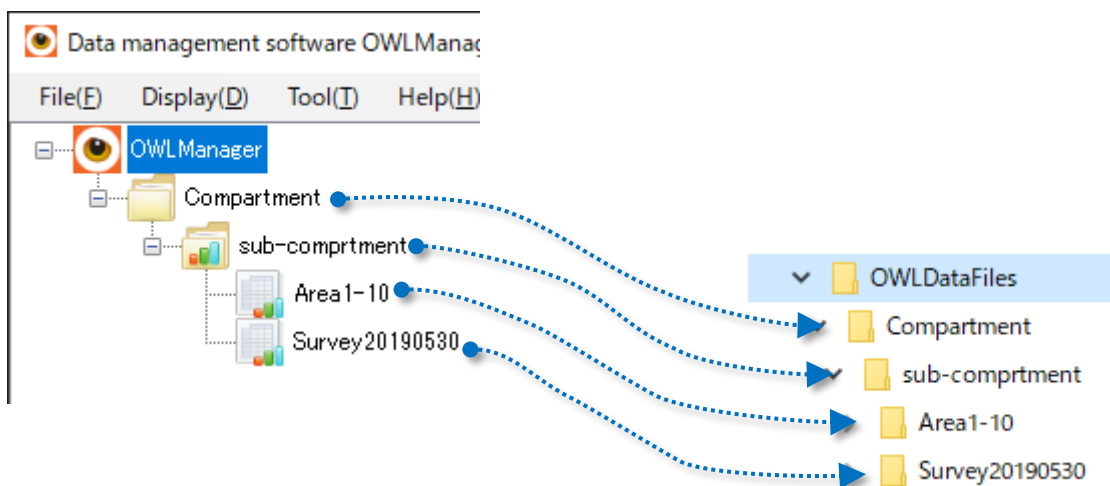 Data management software OWLManag
File(F) Display(D) Tool(T) Help(H)
OWLManager
Compartment
sub-comprtment
Area1-10
Survey20190530
OWLDataFiles
Compartment
sub-comprtment
Area1-10
Survey20190530